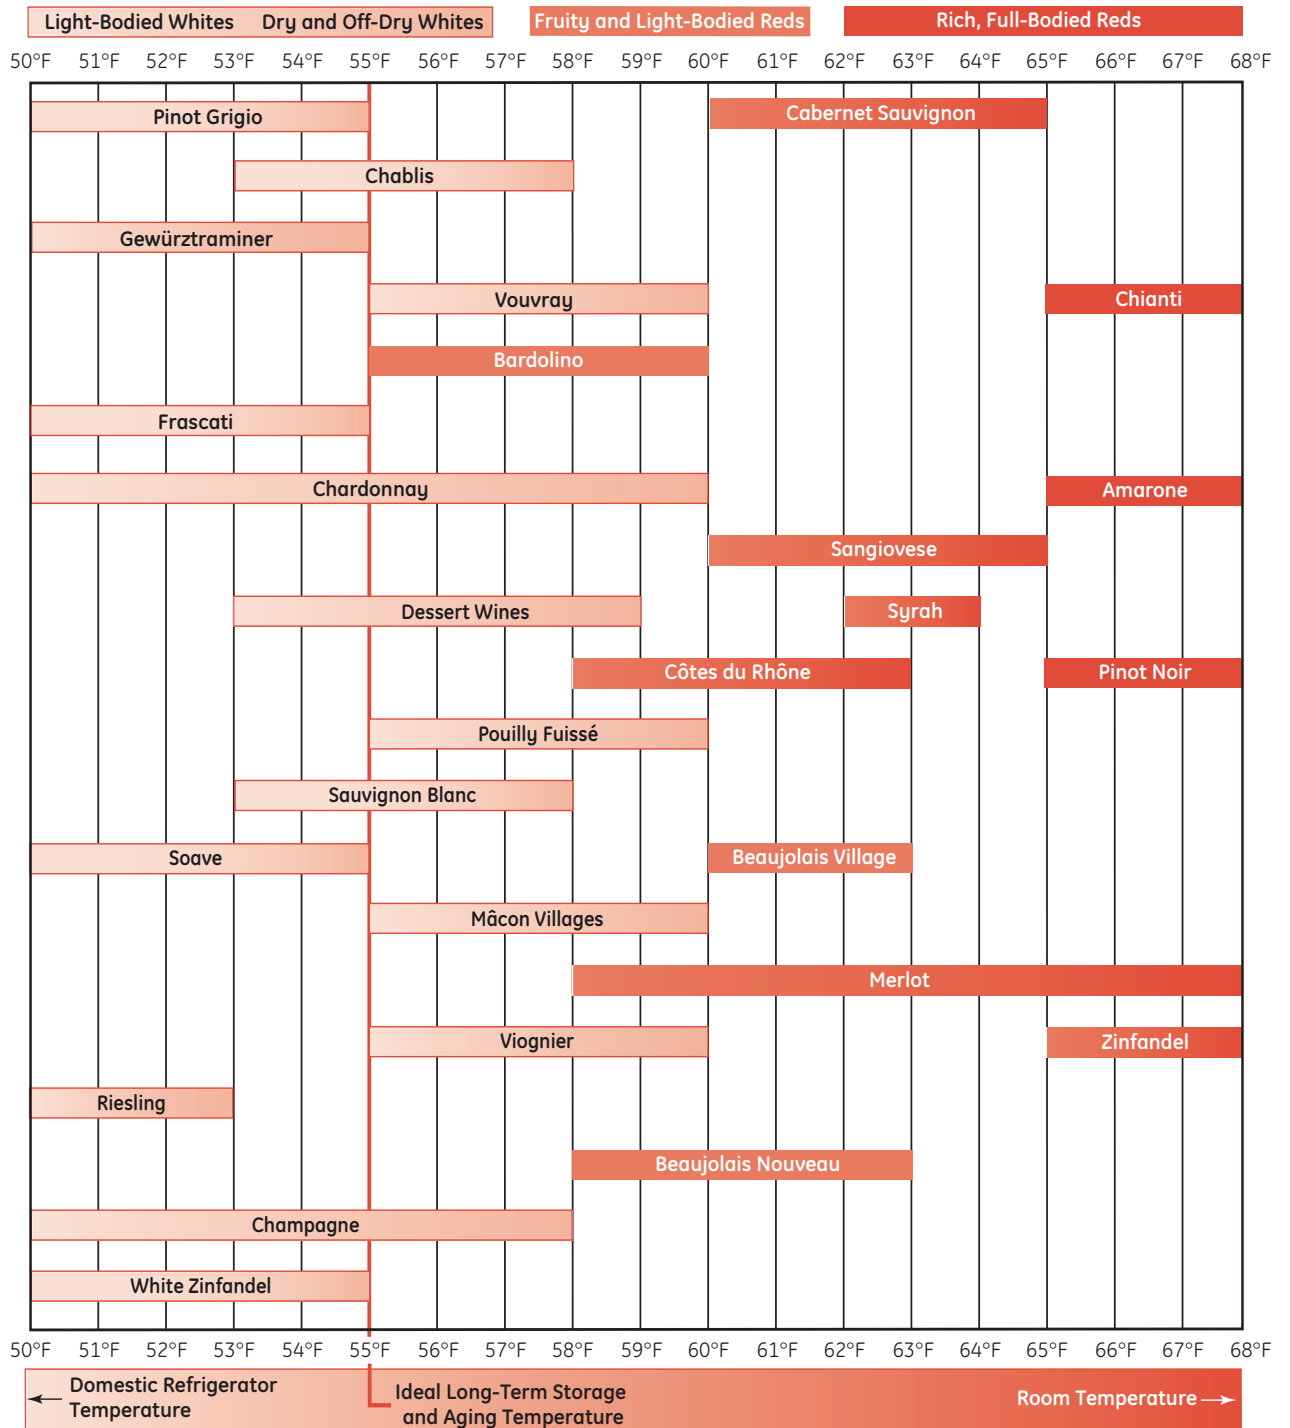 Light-Bodied Whites Dry and Off-Dry Whites Fruity and Light-Bodied Reds Rich, Full-Bodied Reds
50°F 51°F 52°F 53°F 54°F 55°F 56°F 57°F 58°F 59°F 60°F 61°F 62°F 63°F 64°F 65°F 66°F 67°F 68°F
Pinot Grigio Cabernet Sauvignon
Chablis
Gewürztraminer
Vouvray Chianti
Bardolino
Frascati
Chardonnay Amarone
Sangiovese
Dessert Wines Syrah
Côtes du Rhône Pinot Noir
Pouilly Fuissé
Sauvignon Blanc
Soave Beaujolais Village
Mâcon Villages
Merlot
Viognier Zinfandel
Riesling
Beaujolais Nouveau
Champagne
White Zinfandel
50°F 51°F 52°F 53°F 54°F 55°F 56°F 57°F 58°F 59°F 60°F 61°F 62°F 63°F 64°F 65°F 66°F 67°F 68°F
Domestic Refrigerator
Temperature
Ideal Long-Term Storage
and Aging Temperature
Room Temperature